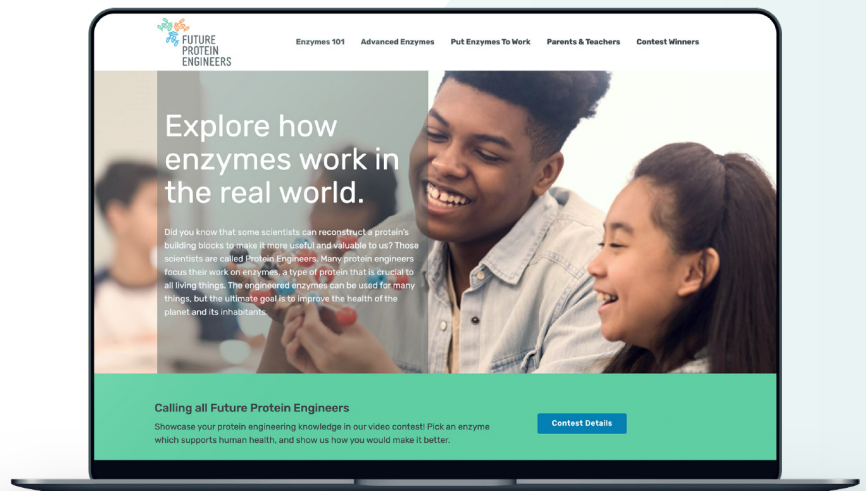 FUTURE
PROTEIN
ENGINEERS
Enzymes 101 Advanced Enzymes Put Enzymes To Work Parents & Teachers Contest Winners
Explore how
enzymes work in
the real world.
Did you know that some scientists can reconstruct a protein's
building blocks to make it more useful and valuable to us? Those
scientists are called Protein Engineers. Many protein engineers
focus their work on enzymes, a type of protein that is crucial to
all living things. The engineered enzymes can be used for many
things, but the ultimate goal is to improve the health of the
planet and its inhabitants.
Calling all Future Protein Engineers
Showcase your protein engineering knowledge in our video contest! Pick an enzyme
which supports human health, and show us how you would make it better.
Contest Details